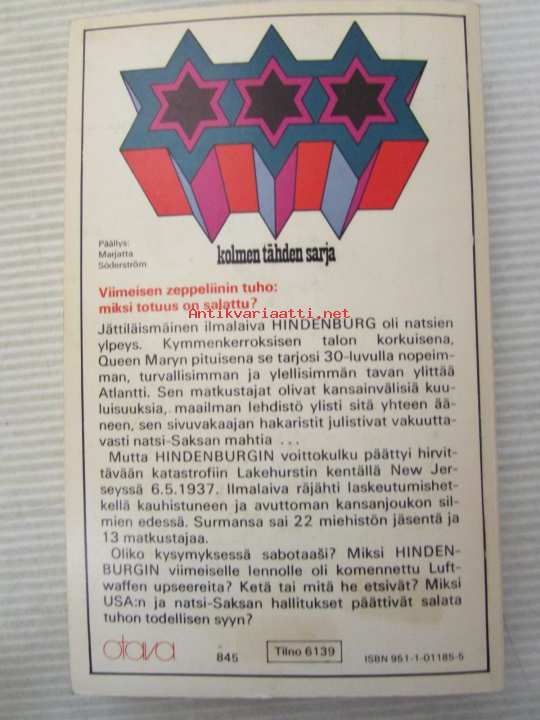 Päällys:
Marjatta
Söderström
kolmen tähden sarja
Viimeisen zeppeliinin tuho:
miksi totuus on salattu?
Antikvariaatti.net
Jättiläismäinen ilmalaiva HINDENBURG oli natsien
ylpeys. Kymmenkerroksisen talon korkuisena,
Queen Maryn pituisena se tarjosi 30-luvulla nopeim-
man, turvallisimman ja ylellisimmän tavan ylittää
Atlantti. Sen matkustajat olivat kansainvälisiä kuu-
luisuuksia, maailman lehdistö ylisti sitä yhteen ää-
neen, sen sivuvakaajan hakaristit julistivat vakuutta-
vasti natsi-Saksan mahtia ...
Mutta HINDENBURGIN voittokulku päättyi hirvit-
tävään katastrofiin Lakehurstin kentällä New Jer-
seyssä 6.5.1937. Ilmalaiva räjähti laskeutumishet-
kellä kauhistuneen ja avuttoman kansanjoukon sil-
mien edessä. Surmansa sai 22 miehistön jäsentä ja
13 matkustajaa.
Oliko kysymyksessä sabotaaši? Miksi HINDEN-
BURGIN viimeiselle lennolle oli komennettu Luft-
waffen upseereita? Ketä tai mitä he etsivät? Miksi
USA:n ja natsi-Saksan hallitukset päättivät salata
tuhon todellisen syyn?
otava
845
Tilno 6139
ISBN 951-1-01185-5